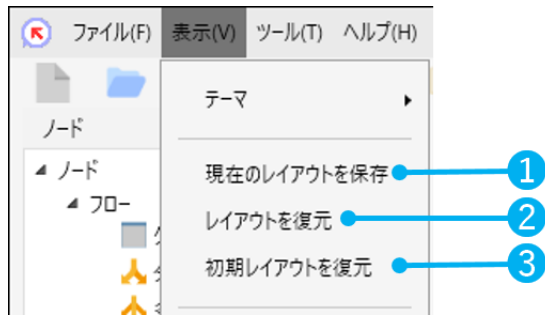 ファイル(F) 表示(V) ツール(T) ヘルプ(H)
テーマ
ノード
ノード
現在のレイアウトを保存 1
フロー
レイアウトを復元 2
初期レイアウトを復元 3